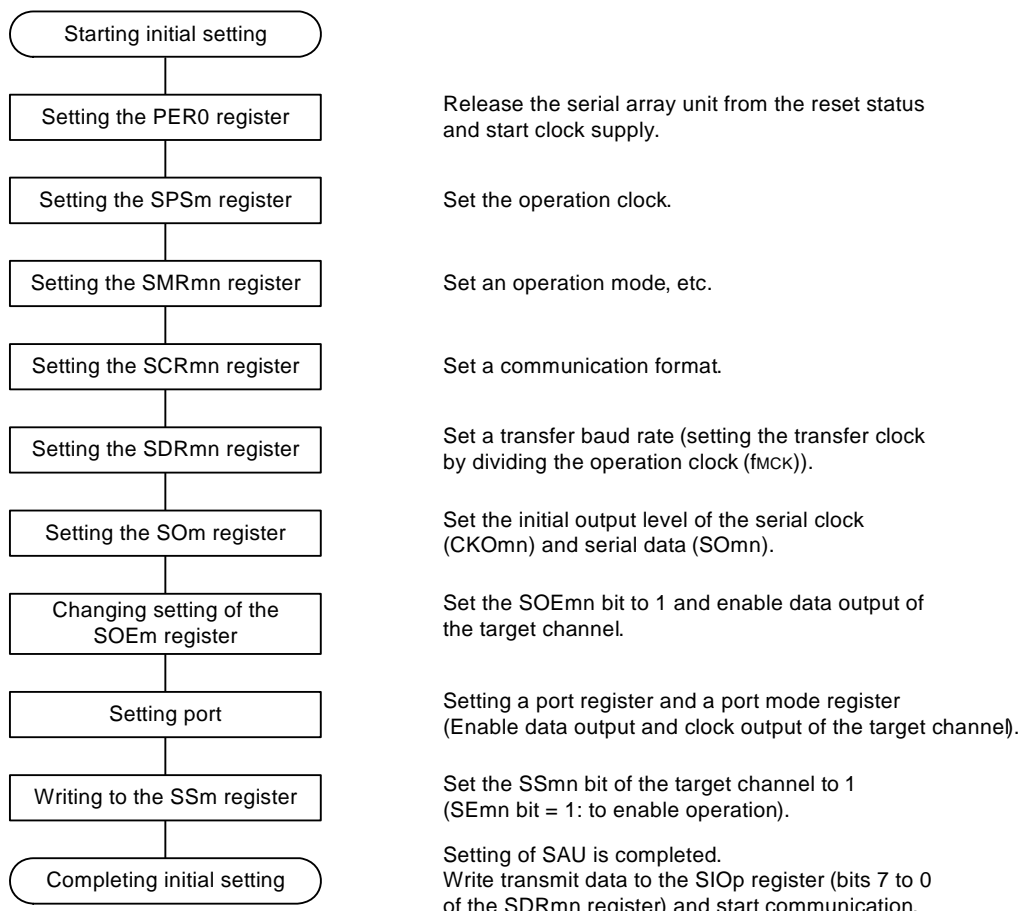 Starting initial setting
Setting the PER0 register
Release the serial array unit from the reset status
and start clock supply.
Setting the SPSm register
Set the operation clock.
Setting the SMRmn register
Set an operation mode, etc.
Setting the SCRmn register
Set a communication format.
Setting the SDRmn register
Set a transfer baud rate (setting the transfer clock
by dividing the operation clock (fMCK)).
Setting the SOm register
Set the initial output level of the serial clock
(CKOmn) and serial data (SOmn).
Changing setting of the
SOEm register
Set the SOEmn bit to 1 and enable data output of
the target channel.
Setting port
Setting a port register and a port mode register
(Enable data output and clock output of the target channel).
Writing to the SSm register
Set the SSmn bit of the target channel to 1
(SEmn bit = 1: to enable operation).
Completing initial setting
Setting of SAU is completed.
Write transmit data to the SIOp register (bits 7 to 0
of the SDRmn register) and start communication.